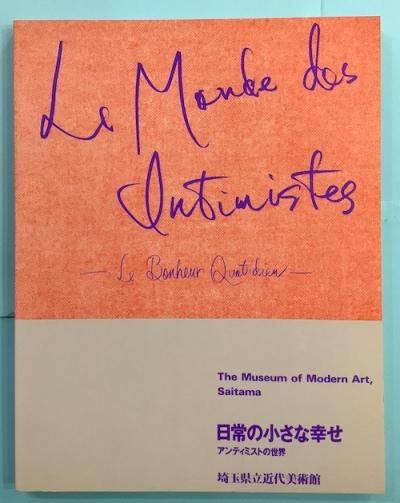 Le Monde des
Intimistes
— Le Bonheur Quotidien —
The Museum of Modern Art,
Saitama
日常の小さな幸せ
アンティミストの世界
埼玉県立近代美術館